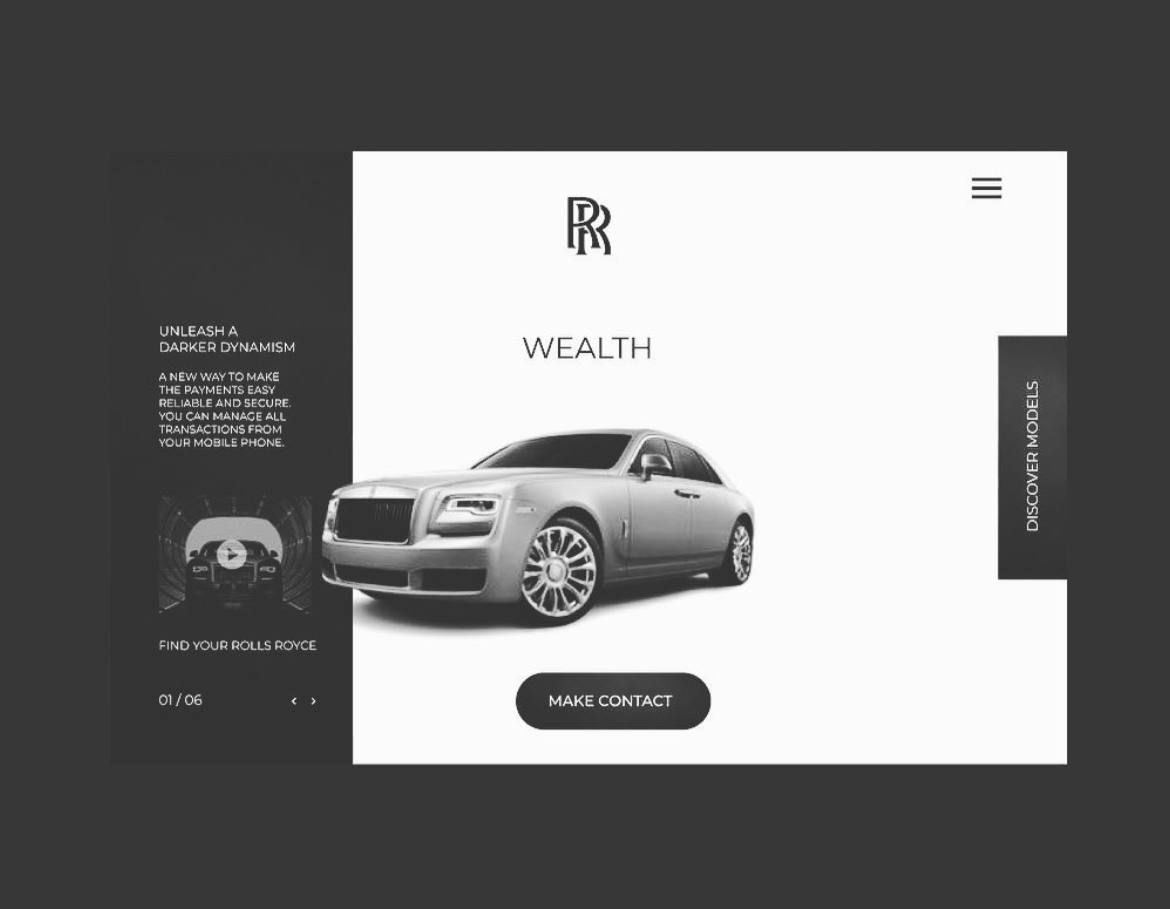 RR
WEALTH
UNLEASH A
DARKER DYNAMISM
A NEW WAY TO MAKE
THE PAYMENTS EASY
RELIABLE AND SECURE.
YOU CAN MANAGE ALL
TRANSACTIONS FROM
YOUR MOBILE PHONE.
FIND YOUR ROLLS ROYCE
01 / 06
‹ ›
MAKE CONTACT
DISCOVER MODELS